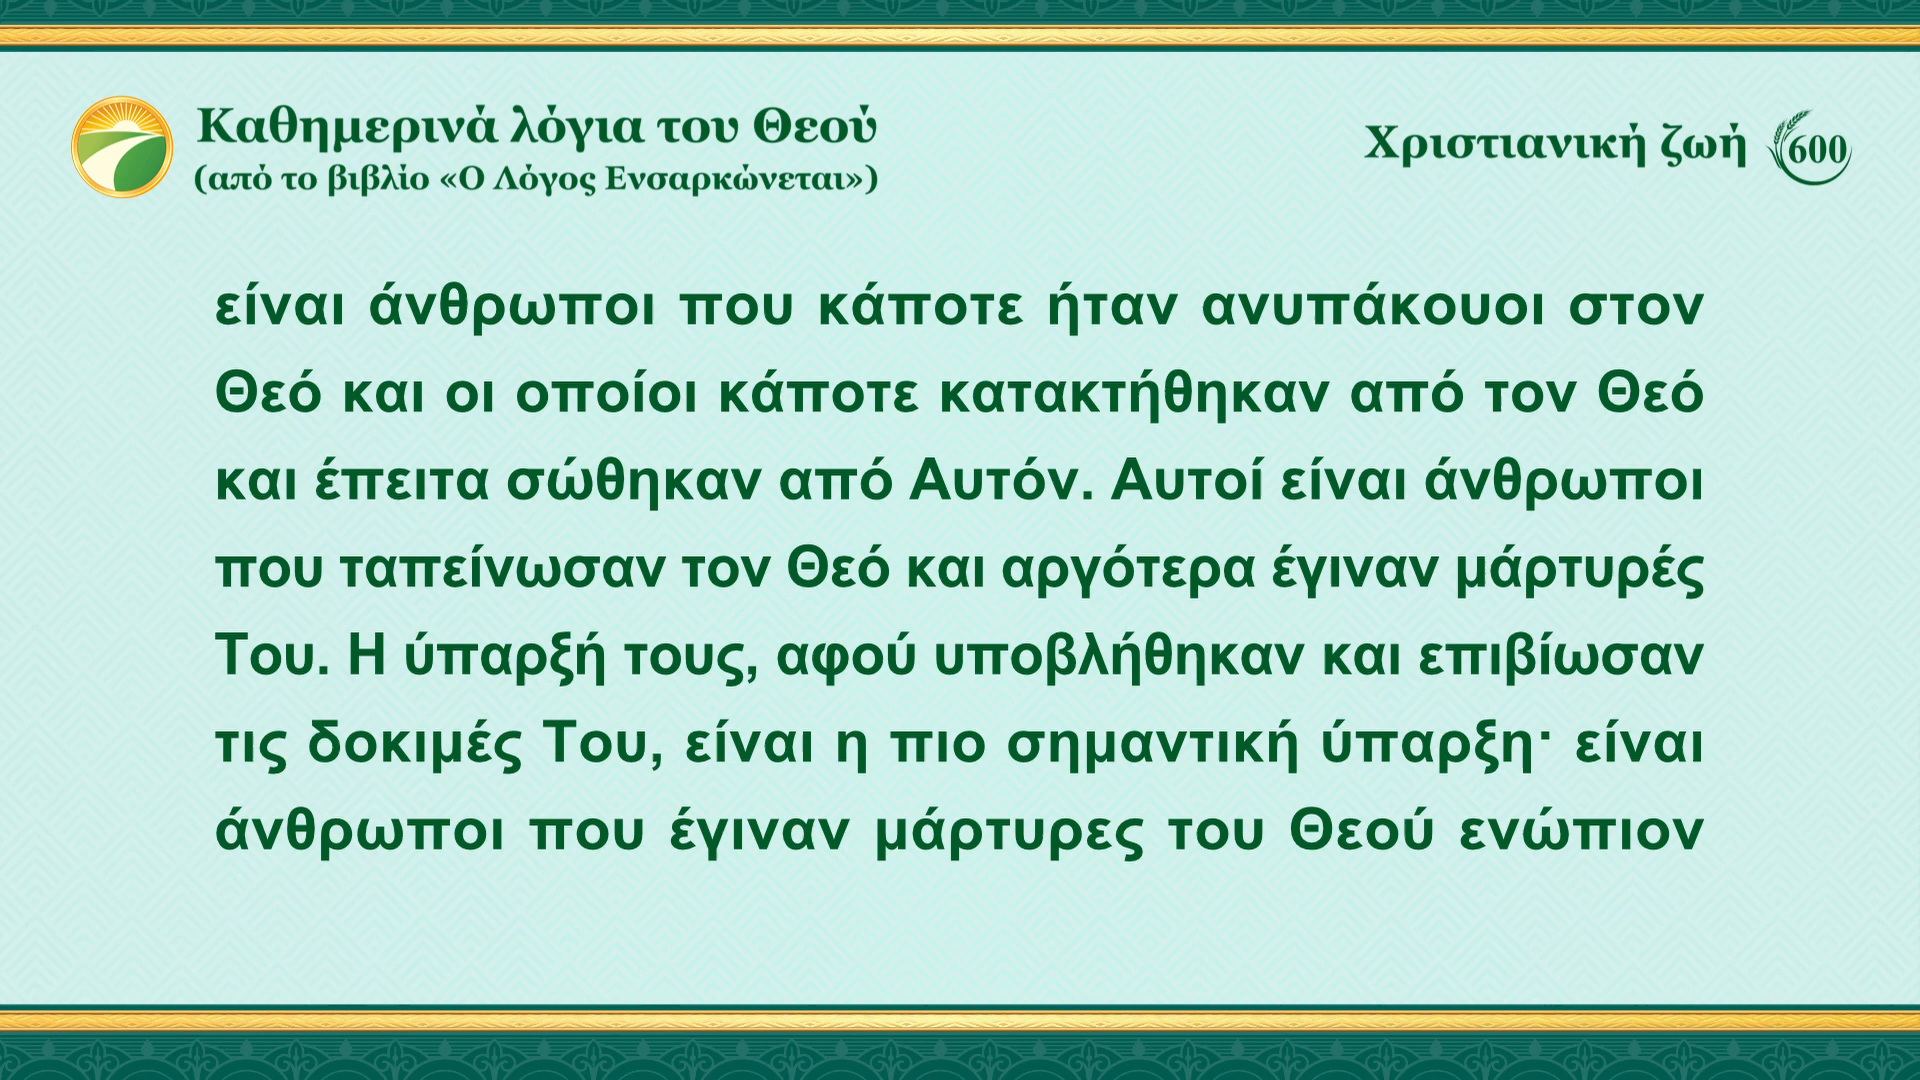 Καθημερινά λόγια του Θεού
(από το βιβλίο «Ο Λόγος Ενσαρκώνεται»)
Χριστιανική ζωή 600
είναι άνθρωποι που κάποτε ήταν ανυπάκουοι στον
Θεό και οι οποίοι κάποτε κατακτήθηκαν από τον Θεό
και έπειτα σώθηκαν από Αυτόν. Αυτοί είναι άνθρωποι
που ταπείνωσαν τον Θεό και αργότερα έγιναν μάρτυρές
Του. Η ύπαρξή τους, αφού υποβλήθηκαν και επιβίωσαν
τις δοκιμές Του, είναι η πιο σημαντική ύπαρξη· είναι
άνθρωποι που έγιναν μάρτυρες του Θεού ενώπιον